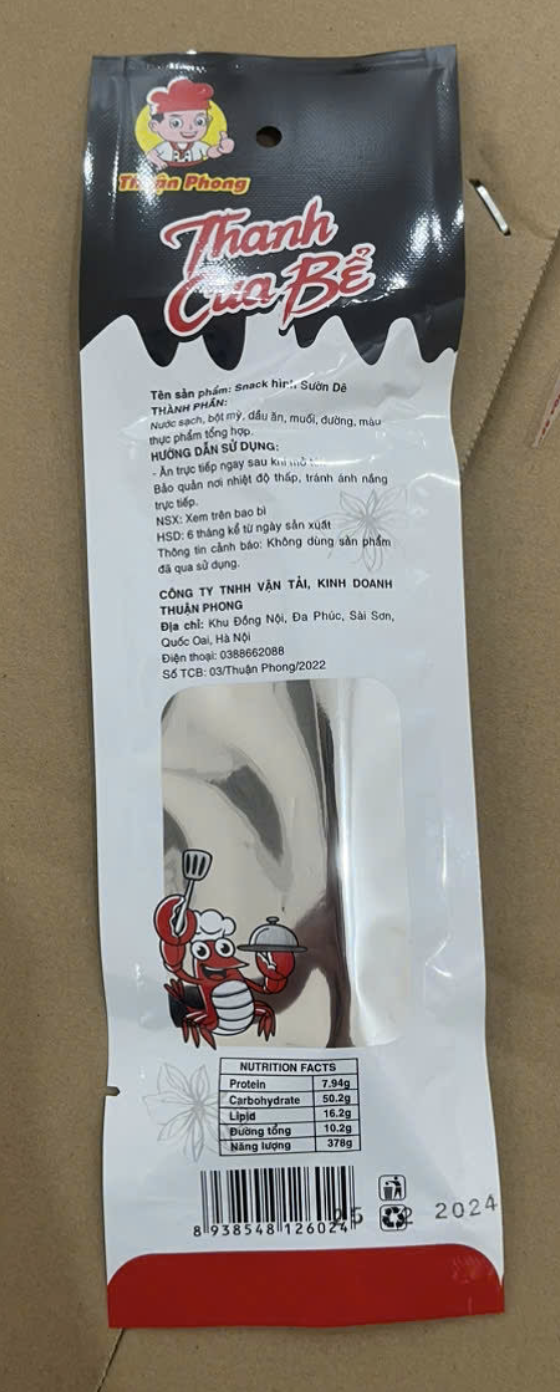 Thuận Phong
Thanh
Cua Bể
Tên sản phẩm: Snack hình Sườn Dê
THÀNH PHẦN:
Nước sạch, bột mỳ, dầu ăn, muối, đường, màu
thực phẩm tổng hợp.
HƯỚNG DẪN SỬ DỤNG:
- Ăn trực tiếp ngay sau khi mở
Bảo quản nơi nhiệt độ thấp, tránh ánh nắng
trực tiếp.
NSX: Xem trên bao bì
HSD: 6 tháng kể từ ngày sản xuất
Thông tin cảnh báo: Không dùng sản phẩm
đã qua sử dụng.
CÔNG TY TNHH VẬN TẢI, KINH DOANH
THUẬN PHONG
Địa chỉ: Khu Đồng Nội, Đa Phúc, Sài Sơn,
Quốc Oai, Hà Nội
Điện thoại: 0388662088
Số TCB: 03/Thuận Phong/2022
NUTRITION FACTS
Protein 7.94g
Carbohydrate 50.2g
Lipid 16.2g
Đường tổng 10.2g
Năng lượng 378g
8 938548 126024
2024